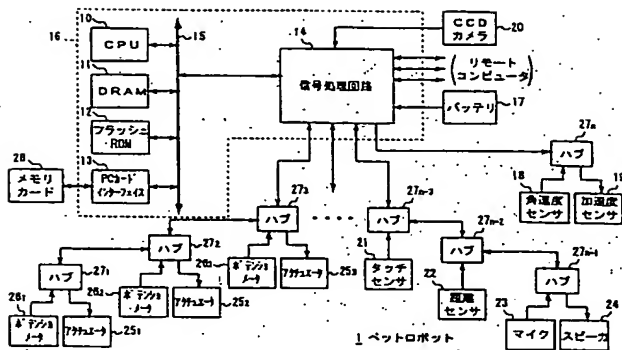 10
CPU
11
DRAM
12
フラッシュ
ROM
13
PCカード
インターフェイス
16
15
14
信号処理回路
CCD
カメラ
20
リモート
コンピュータ
バッテリ
17
28
メモリ
カード
27n
ハブ
18
角速度
センサ
加速度
センサ
19
27₃
ハブ
27n-3
ハブ
27₂
ハブ
26₃
ポテンショ
メータ
アクチュエータ
25₃
21
タッチ
センサ
27n-2
ハブ
27₁
ハブ
26₂
ポテンショ
メータ
アクチュエータ
25₂
22
距離
センサ
27n-1
ハブ
26₁
ポテンショ
メータ
アクチュエータ
25₁
23
マイク
スピーカ
24
1 ペットロボット